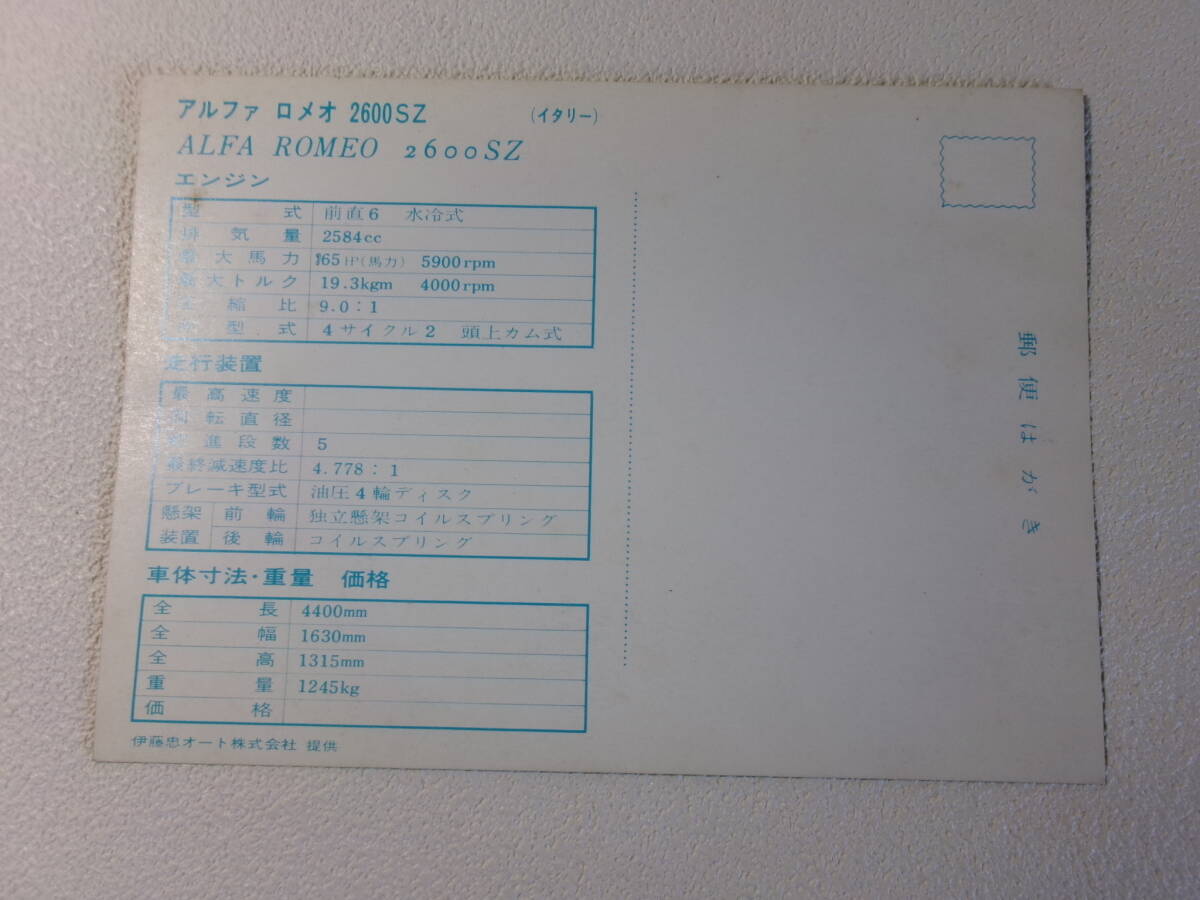 アルファ ロメオ 2600SZ (イタリー)
ALFA ROMEO 2600SZ
エンジン
型式 前直6 水冷式
排気量 2584cc
最大馬力 165HP(馬力) 5900rpm
最大トルク 19.3kgm 4000rpm
圧縮比 9.0:1
型式 4サイクル2 頭上カム式
走行装置
最高速度
回転直径
前進段数 5
最終減速度比 4.778:1
ブレーキ型式 油圧4輪ディスク
懸架 前輪 独立懸架コイルスプリング
装置 後輪 コイルスプリング
車体寸法・重量 価格
全長 4400mm
全幅 1630mm
全高 1315mm
重量 1245kg
価格
伊藤忠オート株式会社 提供
郵便はがき